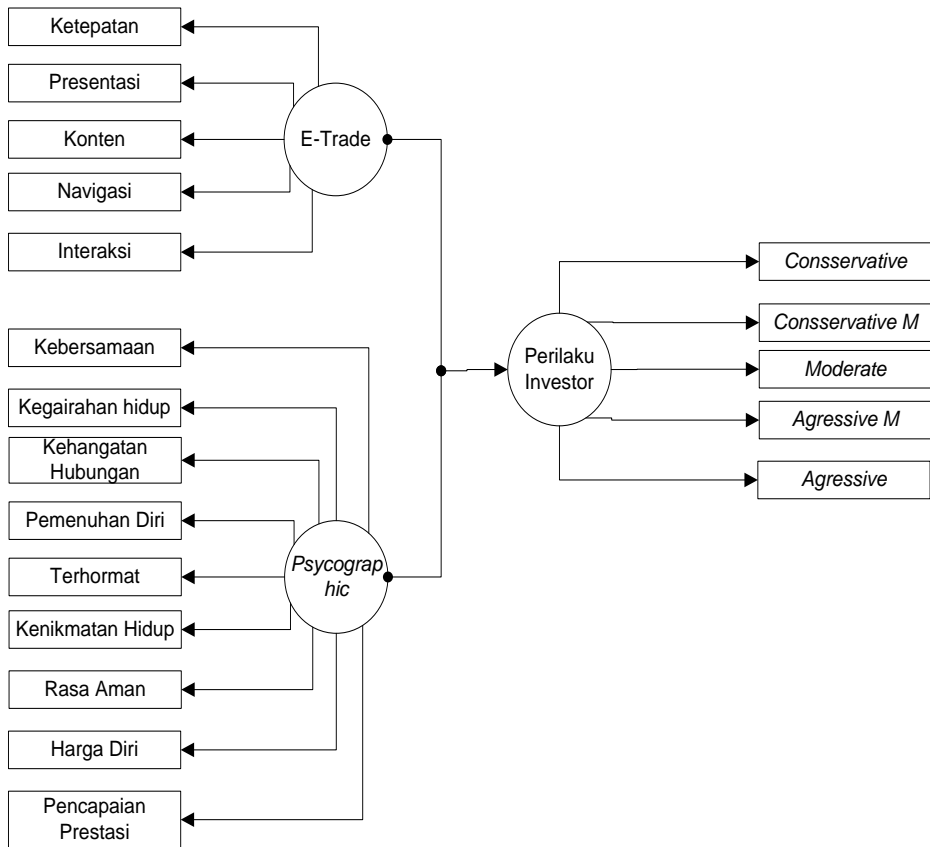 Ketepatan
Presentasi
Konten
Navigasi
Interaksi
E-Trade
Kebersamaan
Kegairahan hidup
Kehangatan
Hubungan
Pemenuhan Diri
Terhormat
Kenikmatan Hidup
Rasa Aman
Harga Diri
Pencapaian
Prestasi
Psycograp
hic
Perilaku
Investor
Consservative
Consservative M
Moderate
Agressive M
Agressive